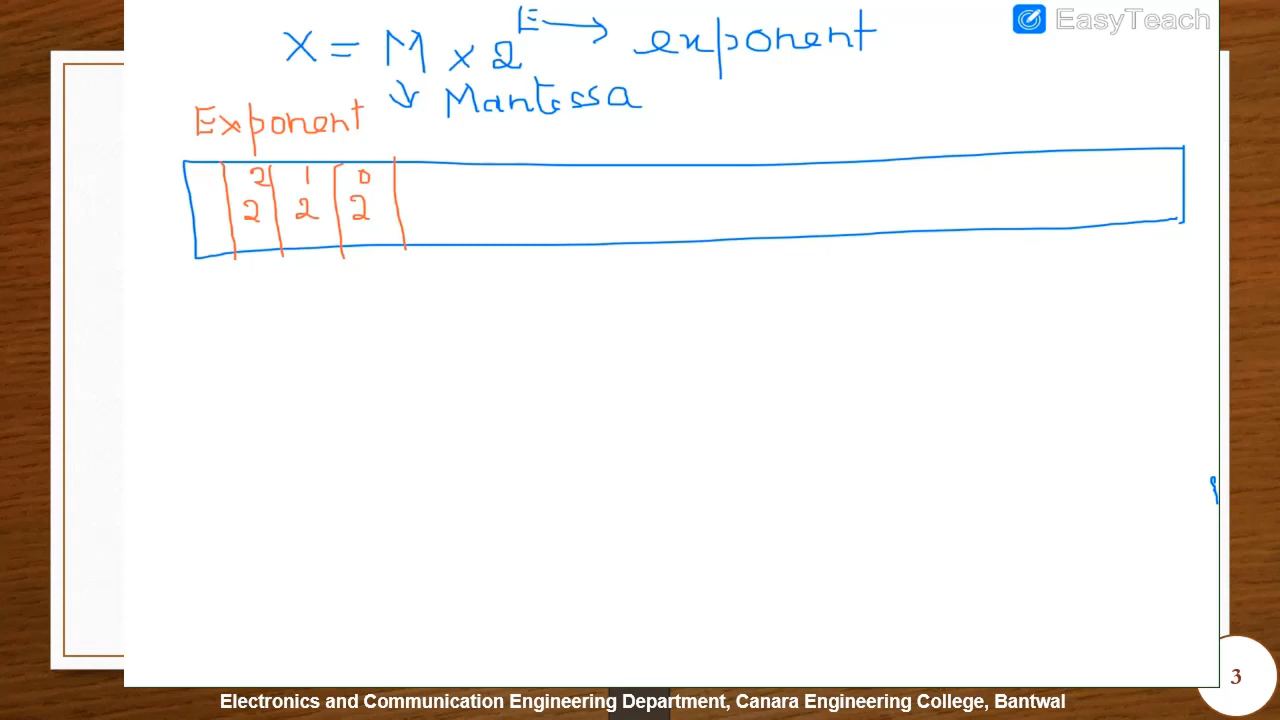 EasyTeach
X = M × 2^E → exponent
↓ Mantissa
Exponent
2 1 0
2 2 2
3
Electronics and Communication Engineering Department, Canara Engineering College, Bantwal